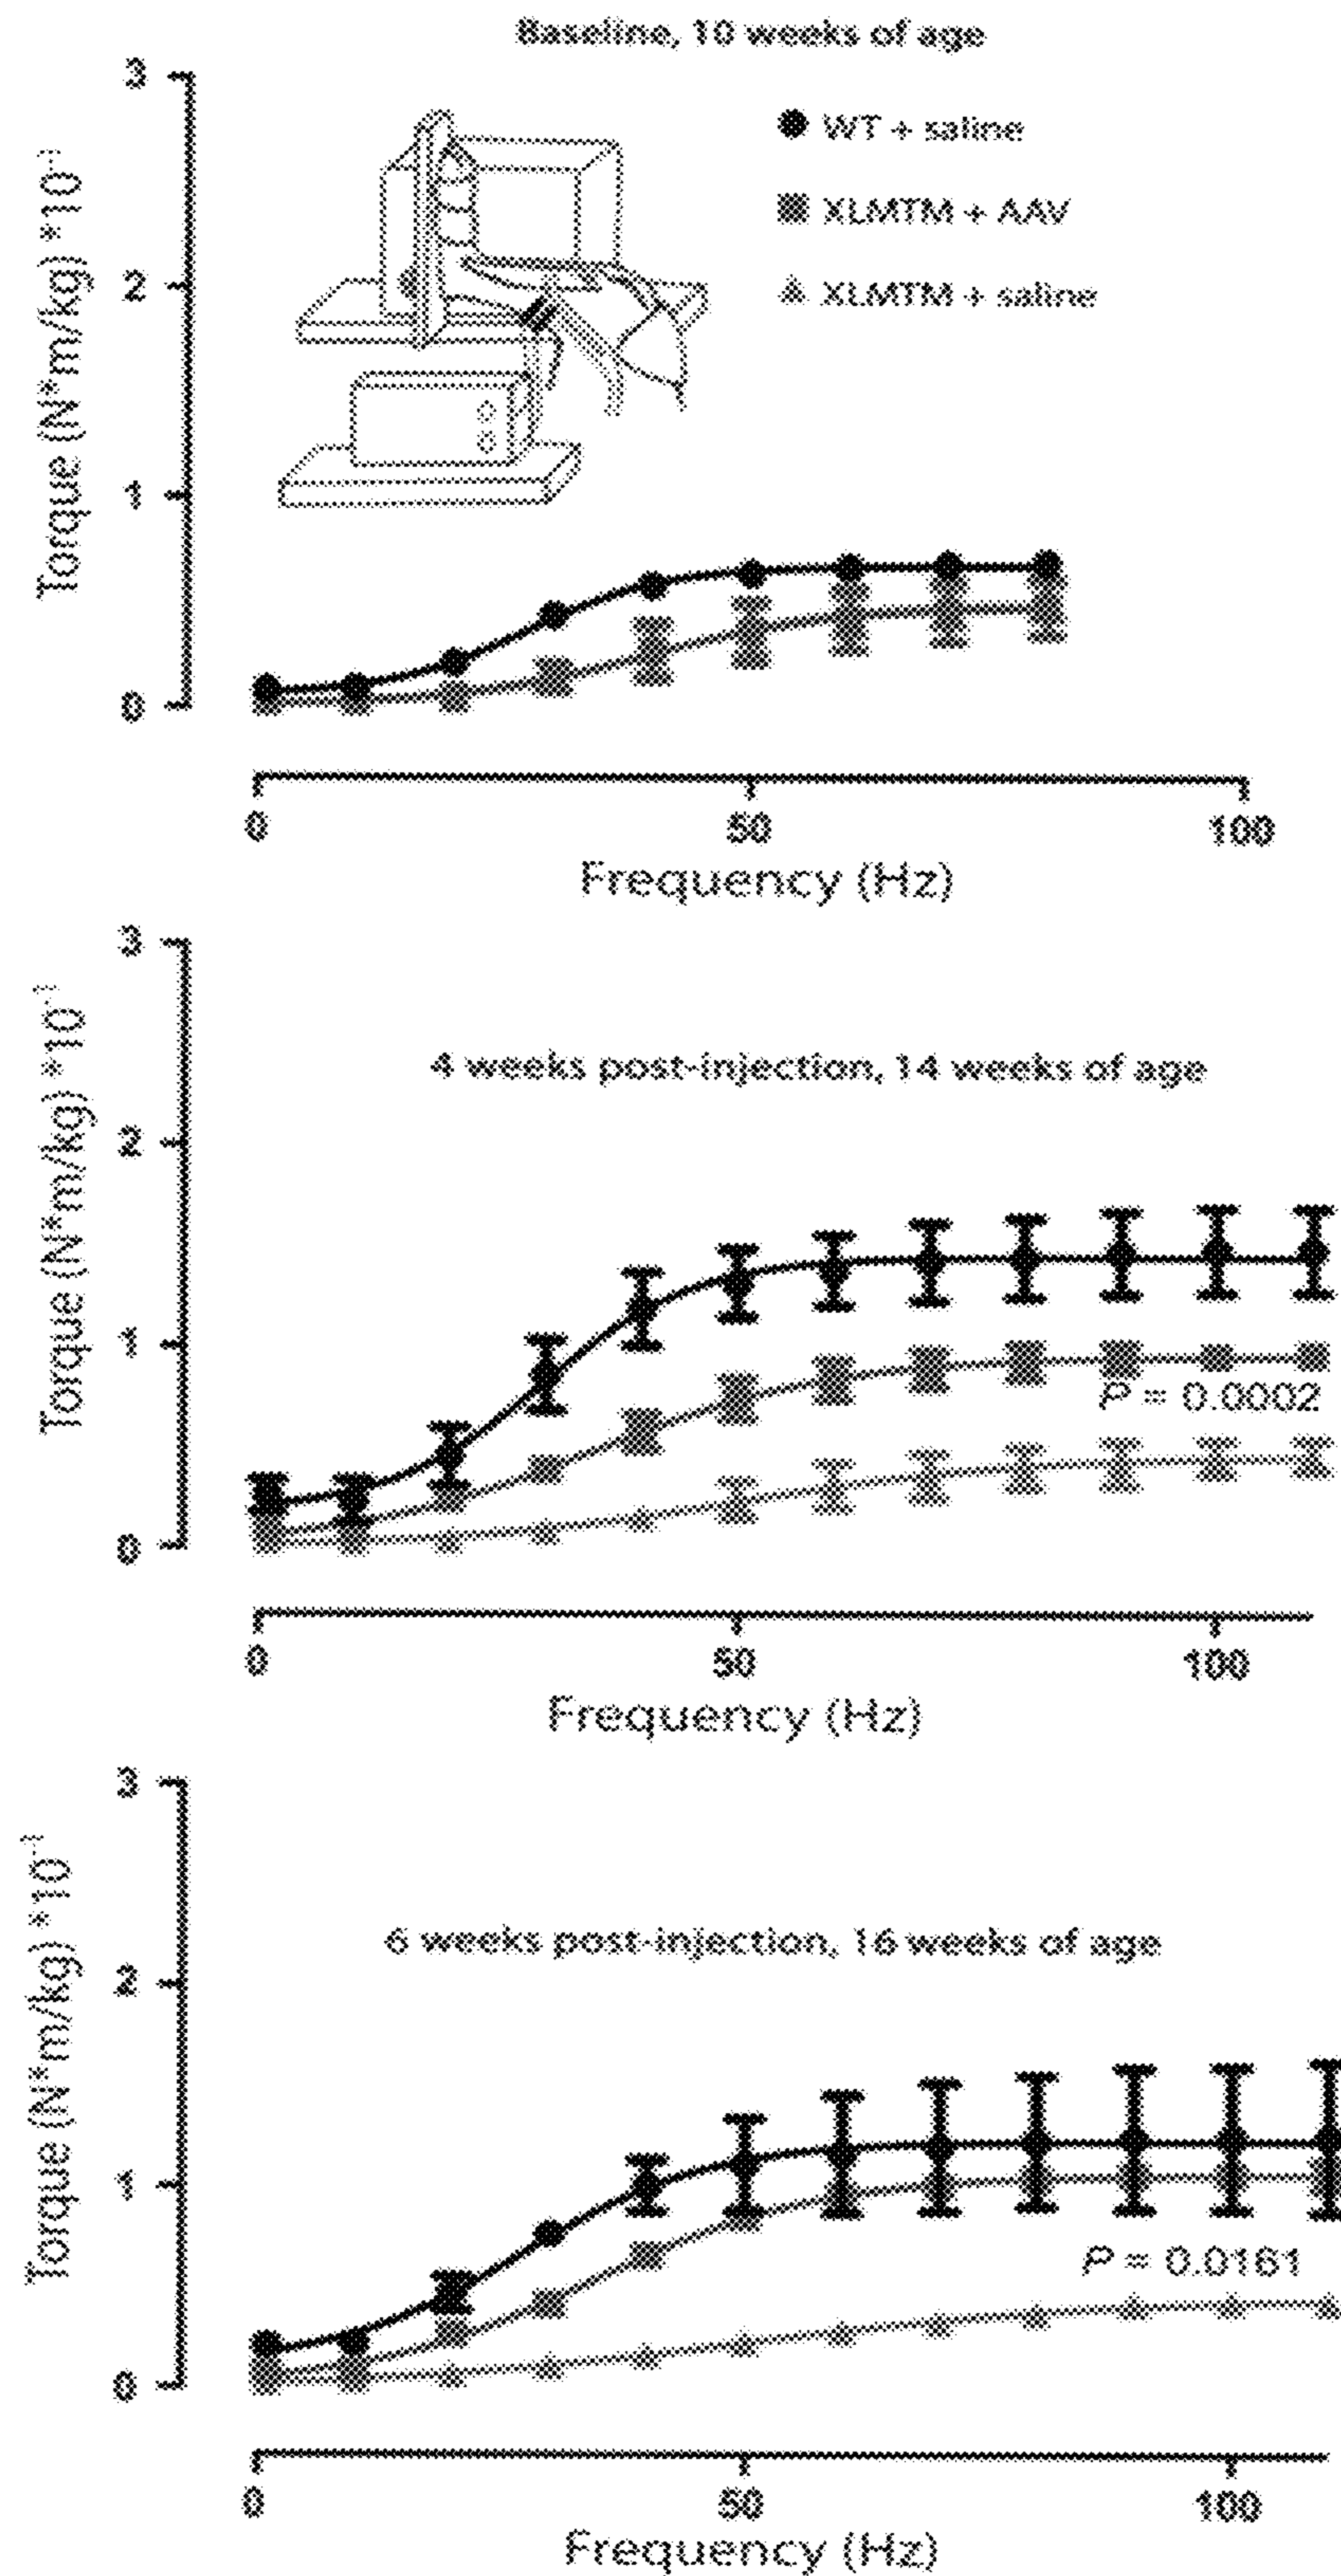 Baseline, 10 weeks of age
3
2
1
0
Torque (N*m/kg) *10⁻¹
WT + saline
XLMTM + AAV
XLMTM + saline
0 50 100
Frequency (Hz)
3
2
1
0
Torque (N*m/kg) *10⁻¹
4 weeks post-injection, 14 weeks of age
P = 0.0002
0 50 100
Frequency (Hz)
3
2
1
0
Torque (N*m/kg) *10⁻¹
6 weeks post-injection, 16 weeks of age
P = 0.0161
0 50 100
Frequency (Hz)